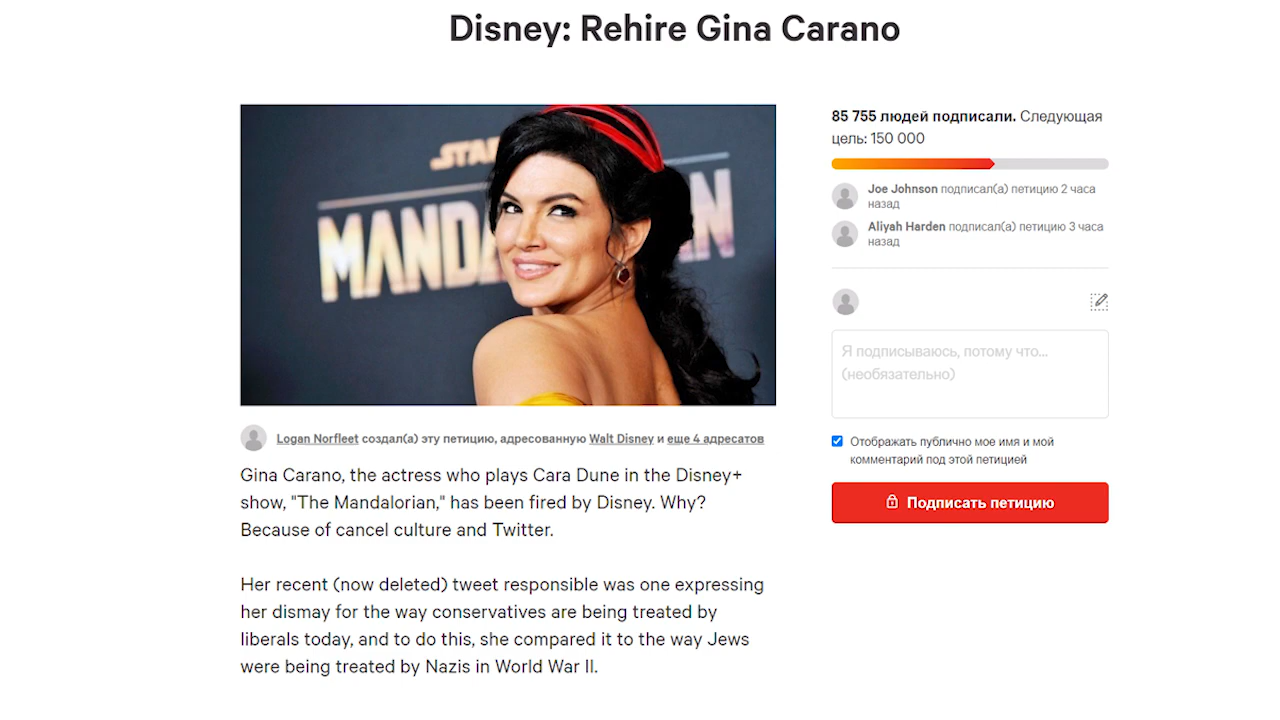 Disney: Rehire Gina Carano
STAR
MANDA
N
Logan Norfleet создал(а) эту петицию, адресованную Walt Disney и еще 4 адресатов
Gina Carano, the actress who plays Cara Dune in the Disney+
show, "The Mandalorian," has been fired by Disney. Why?
Because of cancel culture and Twitter.
Her recent (now deleted) tweet responsible was one expressing
her dismay for the way conservatives are being treated by
liberals today, and to do this, she compared it to the way Jews
were being treated by Nazis in World War II.
85 755 людей подписали. Следующая
цель: 150 000
Joe Johnson подписал(а) петицию 2 часа
назад
Aliyah Harden подписал(а) петицию 3 часа
назад
Я подписываюсь, потому что...
(необязательно)
Отображать публично мое имя и мой
комментарий под этой петицией
Подписать петицию